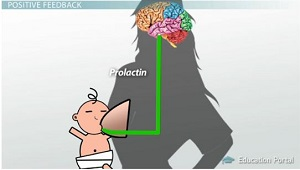 POSITIVE FEEDBACK
Prolactin
Education Portal